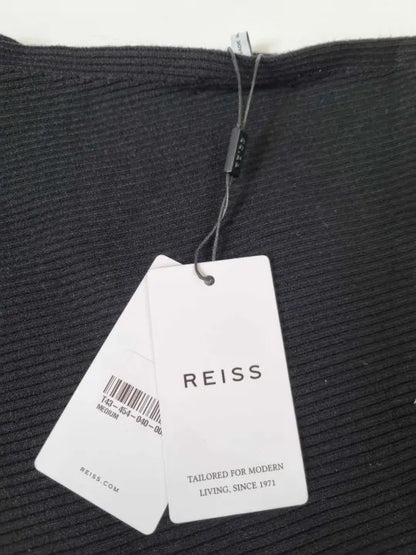 REISS
TAILORED FOR MODERN
LIVING, SINCE 1971
MEDIUM
REISS.COM